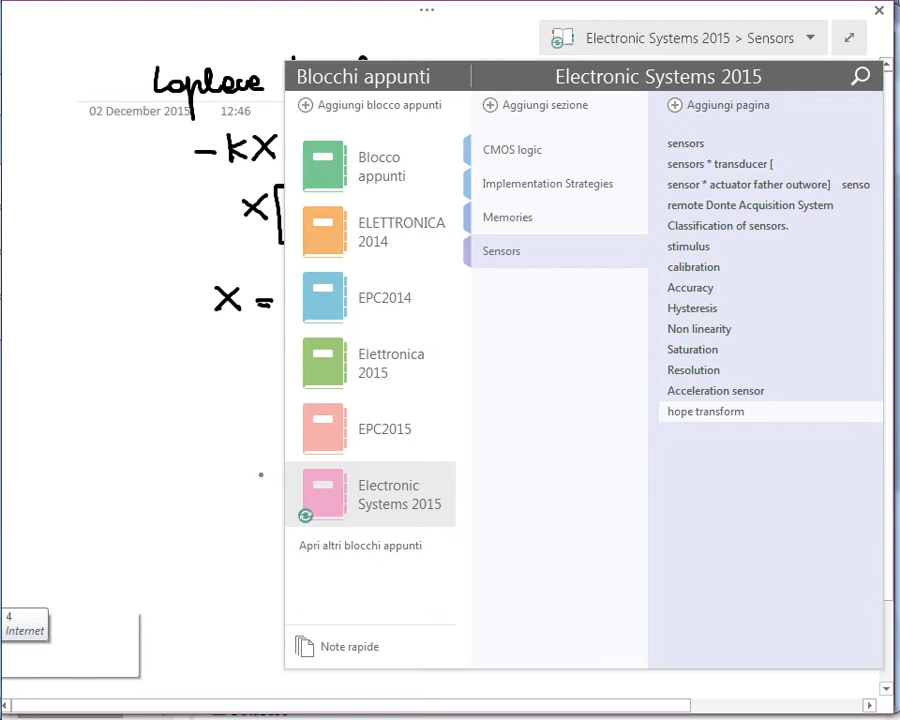 Electronic Systems 2015 > Sensors
Laplace
02 December 2015 12:46
- KX
X[
X =
Blocchi appunti
Electronic Systems 2015
Aggiungi blocco appunti
Aggiungi sezione
Aggiungi pagina
Blocco
appunti
ELETTRONICA
2014
EPC2014
Elettronica
2015
EPC2015
Electronic
Systems 2015
Apri altri blocchi appunti
Note rapide
CMOS logic
Implementation Strategies
Memories
Sensors
sensors
sensors * transducer [
sensor * actuator father outwore] senso
remote Donte Acquisition System
Classification of sensors.
stimulus
calibration
Accuracy
Hysteresis
Non linearity
Saturation
Resolution
Acceleration sensor
hope transform
4
Internet